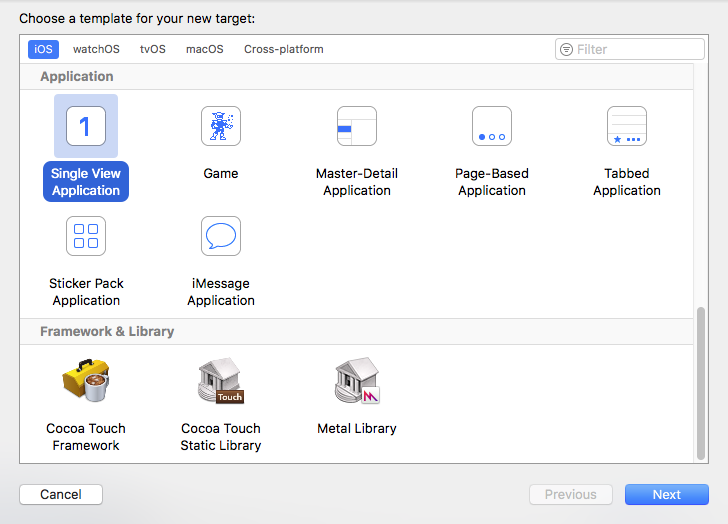 Choose a template for your new target:
iOS watchOS tvOS macOS Cross-platform Filter
Application
1
Single View Application
Game
Master-Detail Application
Page-Based Application
Tabbed Application
Sticker Pack Application
iMessage Application
Framework & Library
Touch
Cocoa Touch Framework
Cocoa Touch Static Library
Metal Library
Cancel Previous Next